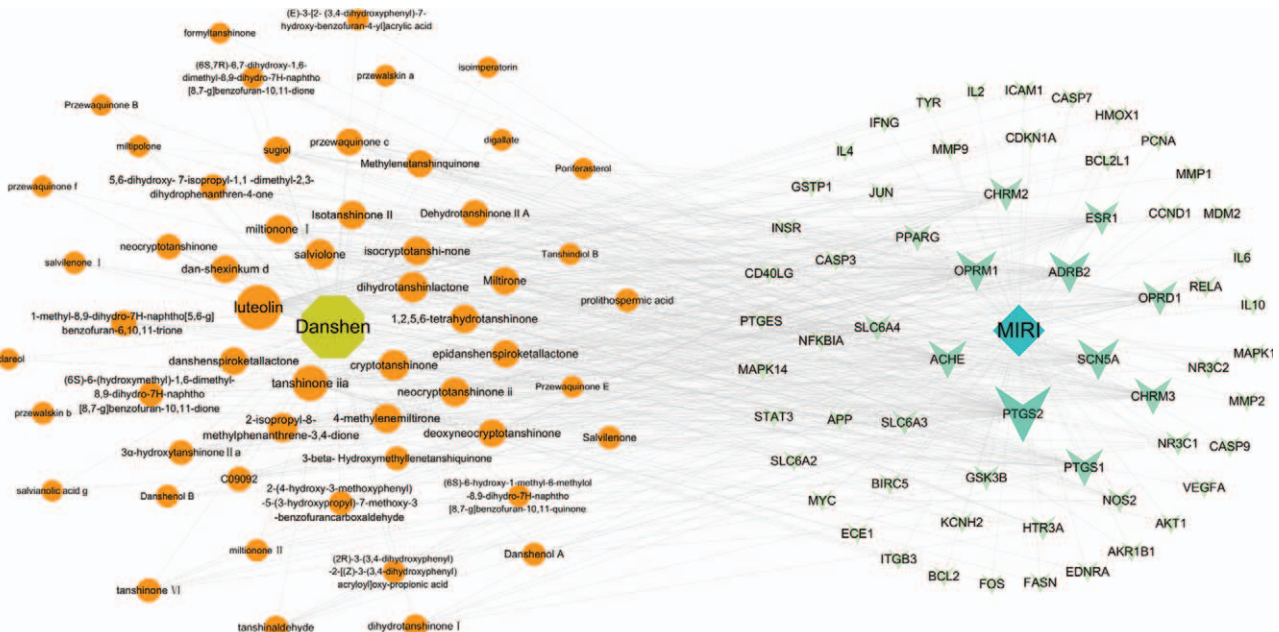 (E)-3-[2- (3,4-dihydroxyphenyl)-7-
hydroxy-benzofuran-4-yl]acrylic acid
formyltanshinone
(6S,7R)-6,7-dihydroxy-1,6-
dimethyl-8,9-dihydro-7H-naphtho
[8,7-g]benzofuran-10,11-dione
przewalskin a
isoimperatorin
Przewaquinone B
miltipolone
sugiol
przewaquinone c
digallate
Methylenetanshinquinone
Poriferasterol
przewaquinone f
5,6-dihydroxy- 7-isopropyl-1,1 -dimethyl-2,3-
dihydrophenanthren-4-one
Isotanshinone II
Dehydrotanshinone II A
miltionone Ⅰ
neocryptotanshinone
salviolone
isocryptotanshi-none
Tanshindiol B
salvilenone Ⅰ
dan-shexinkum d
dihydrotanshinlactone
Miltirone
prolithospermic acid
luteolin
Danshen
1-methyl-8,9-dihydro-7H-naphtho[5,6-g]
benzofuran-6,10,11-trione
1,2,5,6-tetrahydrotanshinone
clareol
danshenspiroketallactone
cryptotanshinone
epidanshenspiroketallactone
(6S)-6-(hydroxymethyl)-1,6-dimethyl-
8,9-dihydro-7H-naphtho
[8,7-g]benzofuran-10,11-dione
tanshinone iia
neocryptotanshinone ii
Przewaquinone E
przewalskin b
2-isopropyl-8-
methylphenanthrene-3,4-dione
4-methylenemiltirone
deoxyneocryptotanshinone
Salvilenone
3α-hydroxytanshinoneⅡa
3-beta- Hydroxymethyllenetanshiquinone
salvianolic acid g
Danshenol B
C09092
2-(4-hydroxy-3-methoxyphenyl)
-5-(3-hydroxypropyl)-7-methoxy-3
-benzofurancarboxaldehyde
(6S)-6-hydroxy-1-methyl-6-methylol
-8,9-dihydro-7H-naphtho
[8,7-g]benzofuran-10,11-quinone
miltionone Ⅱ
(2R)-3-(3,4-dihydroxyphenyl)
-2-[(Z)-3-(3,4-dihydroxyphenyl)
acryloyl]oxy-propionic acid
Danshenol A
tanshinone Ⅵ
tanshinaldehyde
dihydrotanshinone Ⅰ
IL2
ICAM1
CASP7
TYR
HMOX1
IFNG
CDKN1A
PCNA
IL4
MMP9
BCL2L1
MMP1
GSTP1
JUN
CHRM2
ESR1
CCND1
MDM2
INSR
PPARG
CASP3
IL6
CD40LG
OPRM1
ADRB2
RELA
OPRD1
IL10
PTGES
SLC6A4
MIRI
NFKBIA
MAPK1
ACHE
SCN5A
NR3C2
MAPK14
CHRM3
MMP2
STAT3
APP
SLC6A3
PTGS2
NR3C1
CASP9
SLC6A2
PTGS1
BIRC5
GSK3B
VEGFA
MYC
NOS2
KCNH2
HTR3A
AKT1
ECE1
ITGB3
AKR1B1
BCL2
FOS
FASN
EDNRA